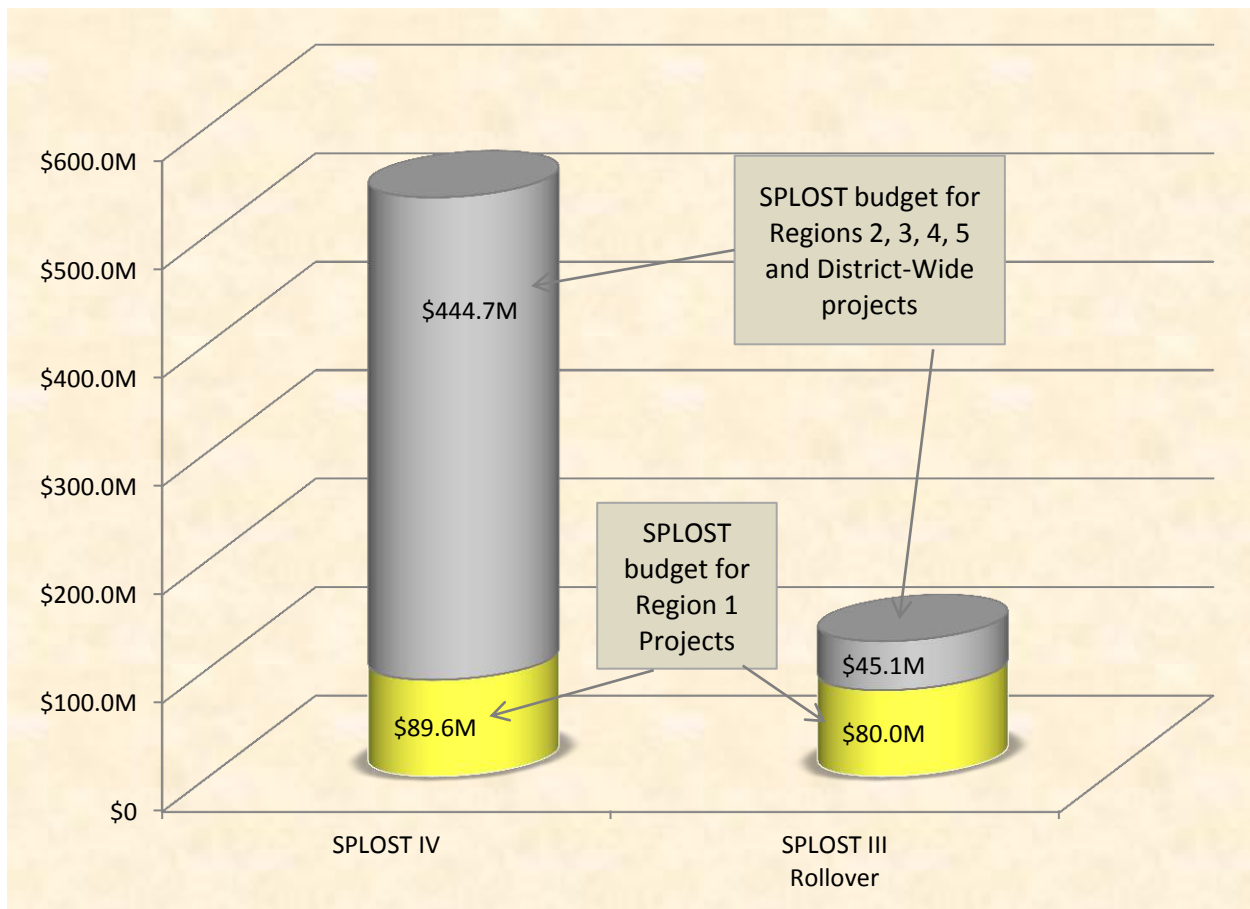 $600.0M
$500.0M
$400.0M
$300.0M
$200.0M
$100.0M
$0
SPLOST budget for
Regions 2, 3, 4, 5
and District-Wide
projects
$444.7M
SPLOST
budget for
Region 1
Projects
$45.1M
$89.6M
$80.0M
SPLOST IV
SPLOST III
Rollover